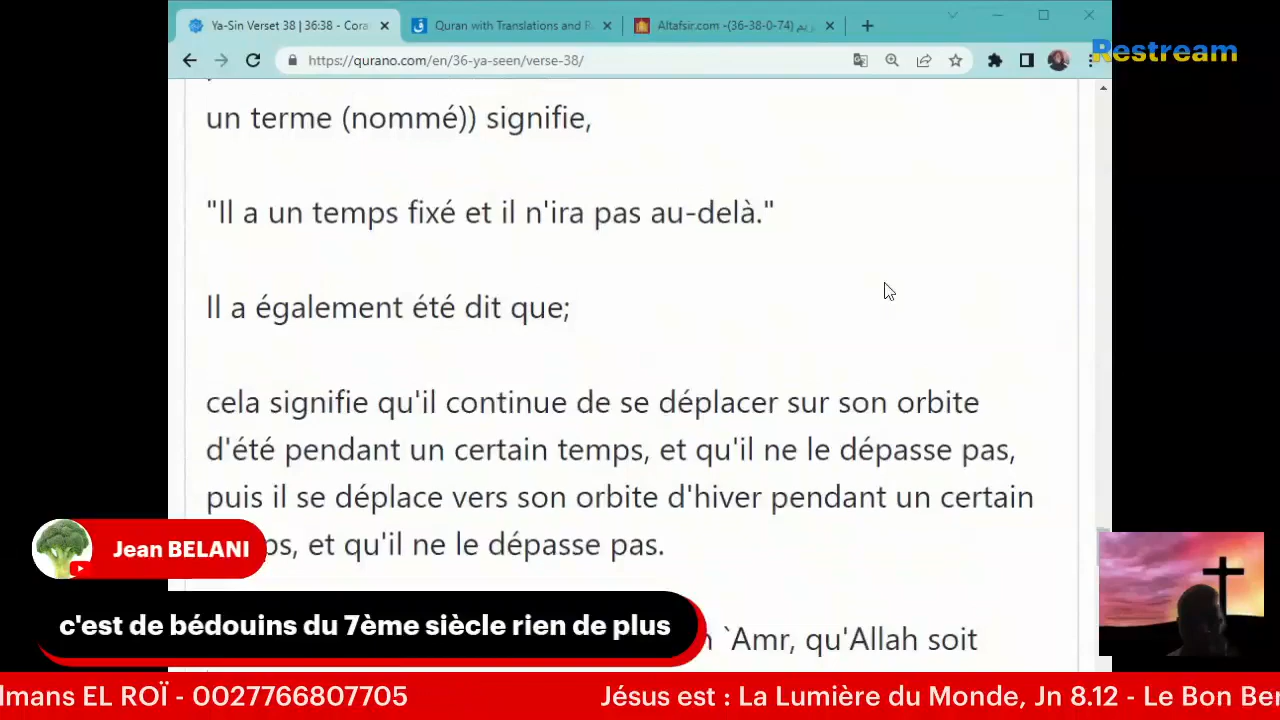 Ya-Sin Verset 38 | 36:38 - Cora
Quran with Translations and R
Altafsir.com -(36-38-0-74)
https://qurano.com/en/36-ya-seen/verse-38/
Restream
un terme (nommé)) signifie,
"Il a un temps fixé et il n'ira pas au-delà."
Il a également été dit que;
cela signifie qu'il continue de se déplacer sur son orbite
d'été pendant un certain temps, et qu'il ne le dépasse pas,
puis il se déplace vers son orbite d'hiver pendant un certain
ps, et qu'il ne le dépasse pas.
Jean BELANI
c'est de bédouins du 7ème siècle rien de plus
n `Amr, qu'Allah soit
lmans EL ROÏ - 0027766807705
Jésus est : La Lumière du Monde, Jn 8.12 - Le Bon Ber